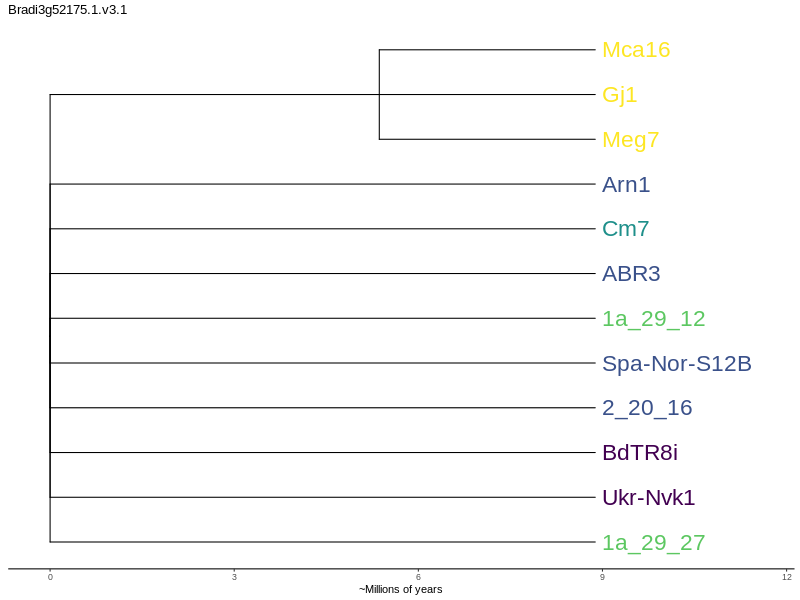 Bradi3g52175.1.v3.1
Mca16
Gj1
Meg7
Arn1
Cm7
ABR3
1a_29_12
Spa-Nor-S12B
2_20_16
BdTR8i
Ukr-Nvk1
1a_29_27
0 3 6 9 12
~Millions of years